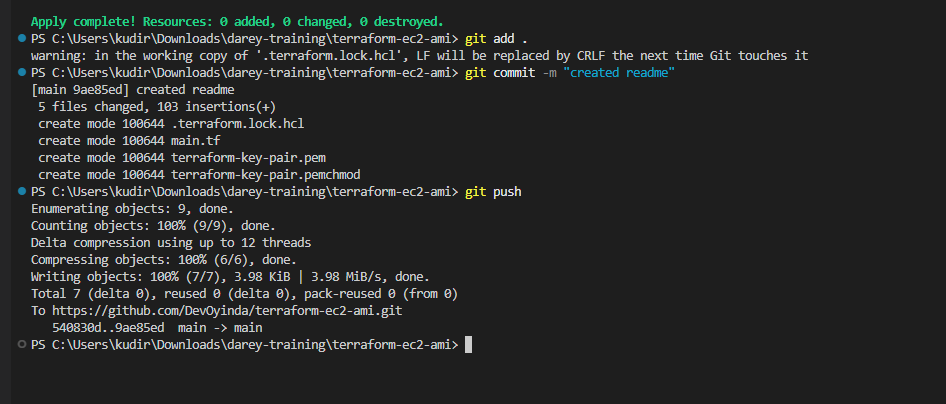 Apply complete! Resources: 0 added, 0 changed, 0 destroyed.
PS C:\Users\kudir\Downloads\darey-training\terraform-ec2-ami> git add .
warning: in the working copy of '.terraform.lock.hcl', LF will be replaced by CRLF the next time Git touches it
PS C:\Users\kudir\Downloads\darey-training\terraform-ec2-ami> git commit -m "created readme"
[main 9ae85ed] created readme
 5 files changed, 103 insertions(+)
 create mode 100644 .terraform.lock.hcl
 create mode 100644 main.tf
 create mode 100644 terraform-key-pair.pem
 create mode 100644 terraform-key-pair.pemchmod
PS C:\Users\kudir\Downloads\darey-training\terraform-ec2-ami> git push
Enumerating objects: 9, done.
Counting objects: 100% (9/9), done.
Delta compression using up to 12 threads
Compressing objects: 100% (6/6), done.
Writing objects: 100% (7/7), 3.98 KiB | 3.98 MiB/s, done.
Total 7 (delta 0), reused 0 (delta 0), pack-reused 0 (from 0)
To https://github.com/DevOyinda/terraform-ec2-ami.git
   540830d..9ae85ed  main -> main
PS C:\Users\kudir\Downloads\darey-training\terraform-ec2-ami>